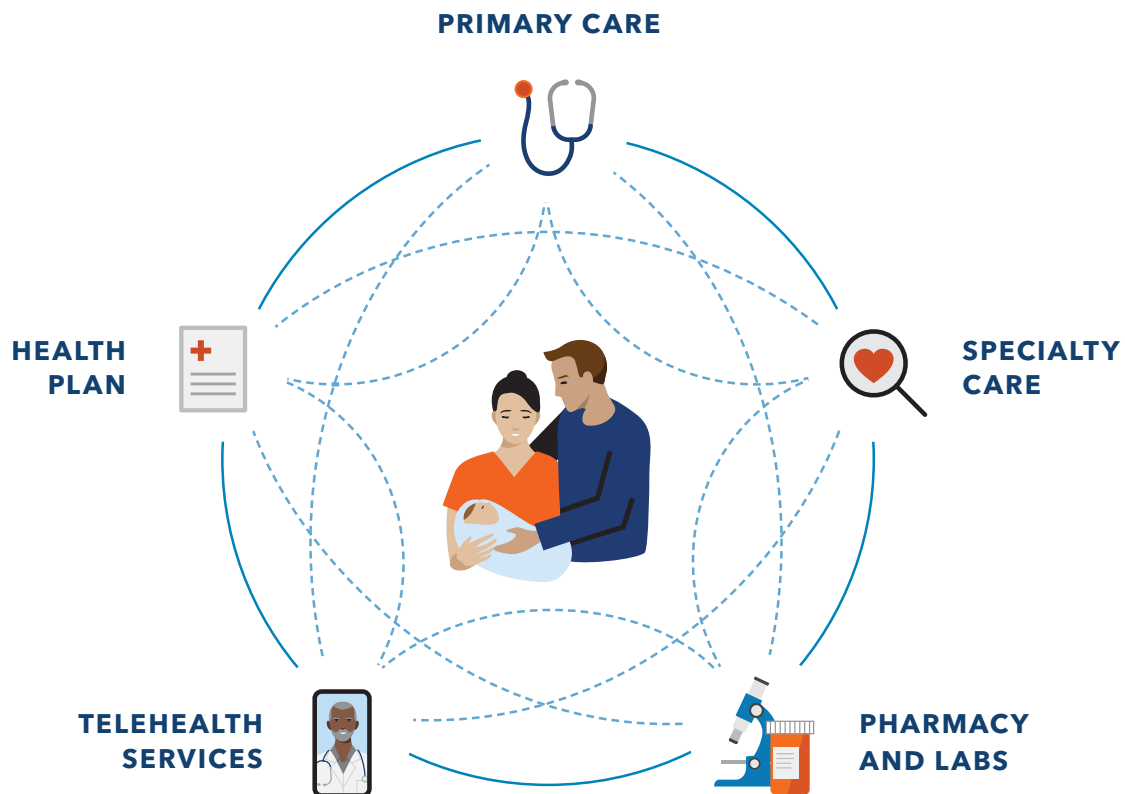 PRIMARY CARE
HEALTH
PLAN
SPECIALTY
CARE
TELEHEALTH
SERVICES
PHARMACY
AND LABS